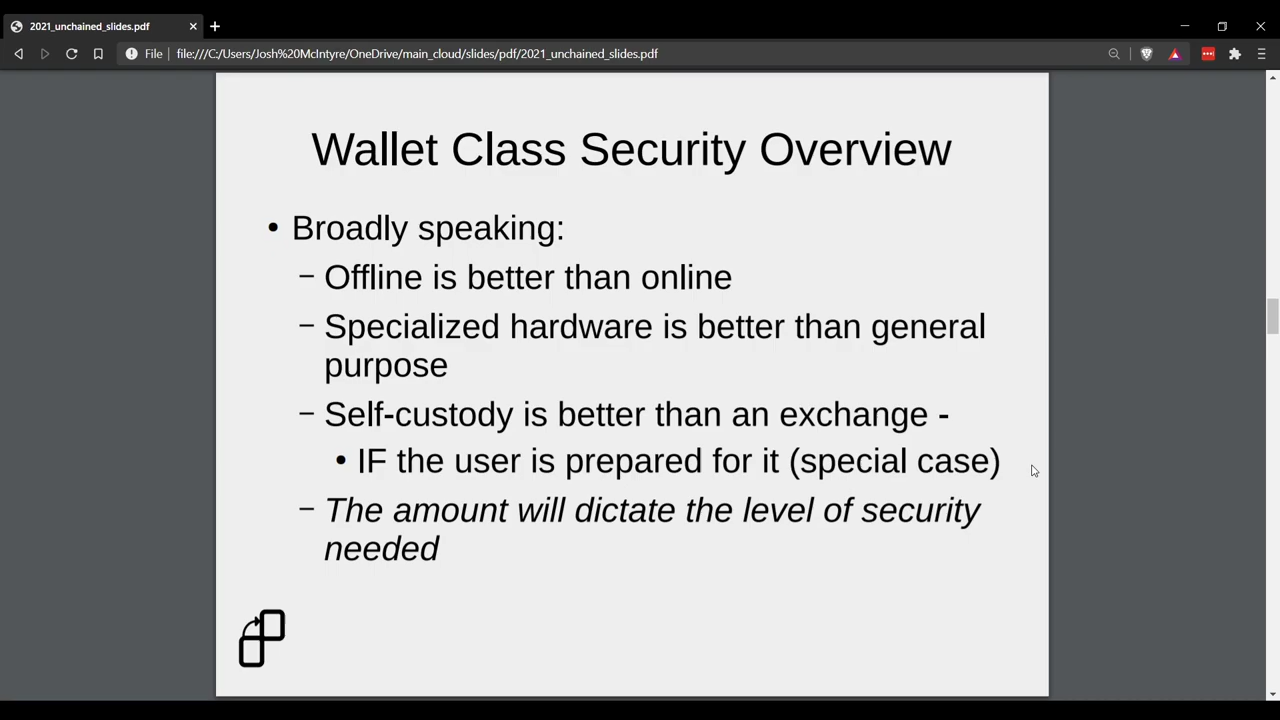 2021_unchained_slides.pdf
File
file:///C:/Users/Josh%20McIntyre/OneDrive/main_cloud/slides/pdf/2021_unchained_slides.pdf
Wallet Class Security Overview
• Broadly speaking:
– Offline is better than online
– Specialized hardware is better than general
purpose
– Self-custody is better than an exchange -
• IF the user is prepared for it (special case)
– The amount will dictate the level of security
needed